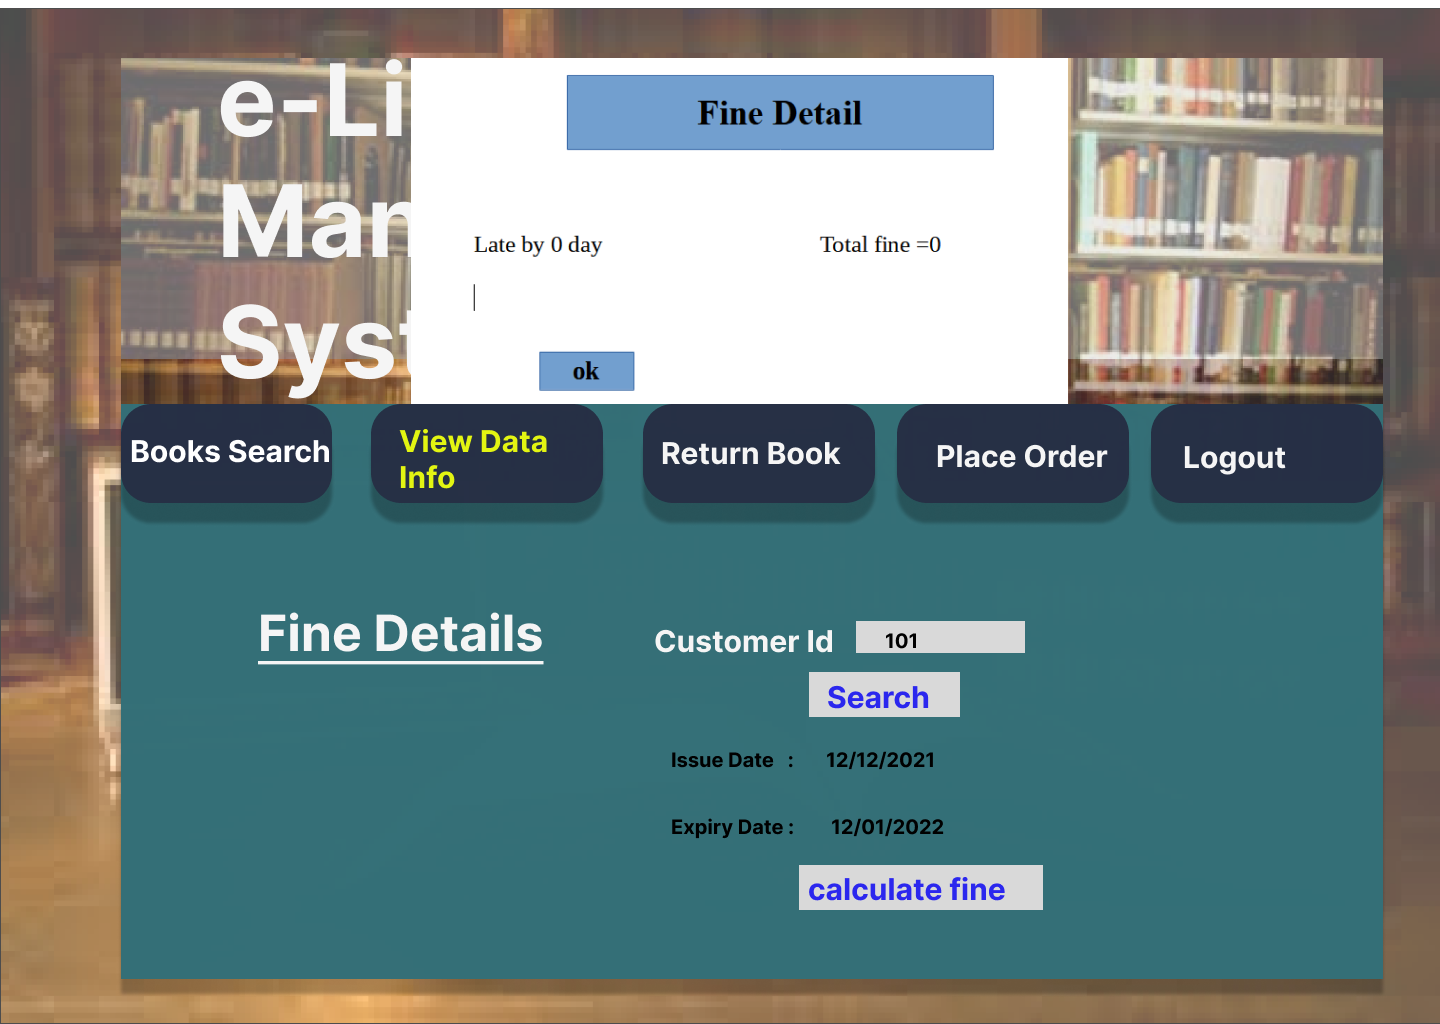 e-Li
Man
Syst
Fine Detail
Late by 0 day
Total fine =0
ok
Books Search
View Data
Info
Return Book
Place Order
Logout
Fine Details
Customer Id
101
Search
Issue Date :
12/12/2021
Expiry Date :
12/01/2022
calculate fine